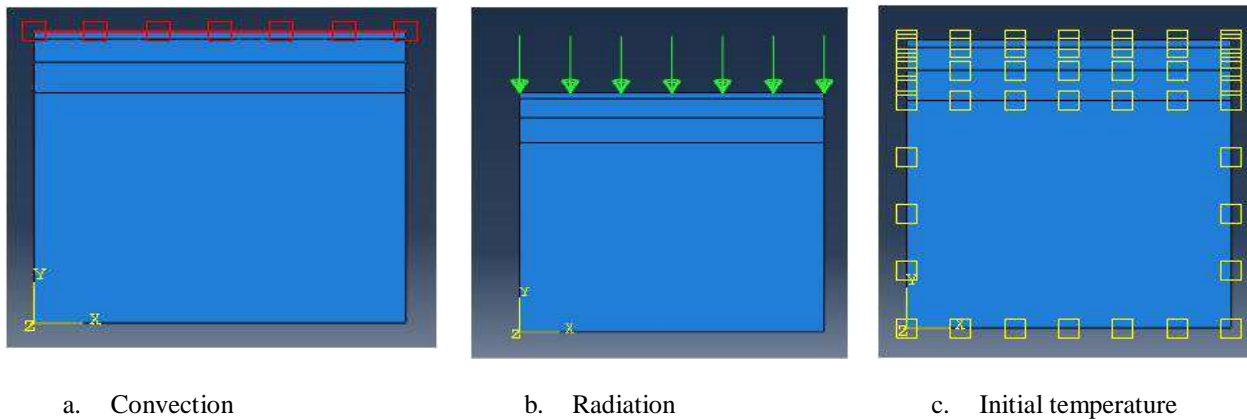 Y
Z X
Y
Z X
Y
Z X
a. Convection
b. Radiation
c. Initial temperature